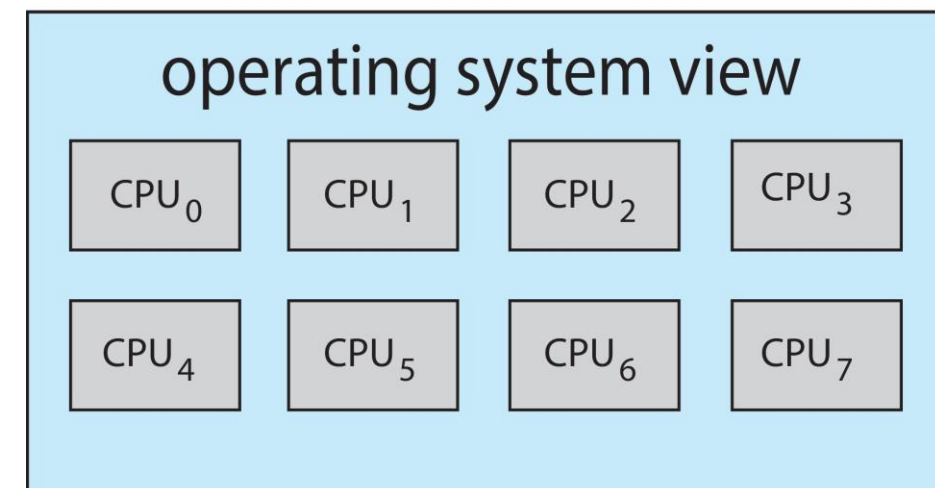 operating system view
CPU₀ CPU₁ CPU₂ CPU₃
CPU₄ CPU₅ CPU₆ CPU₇